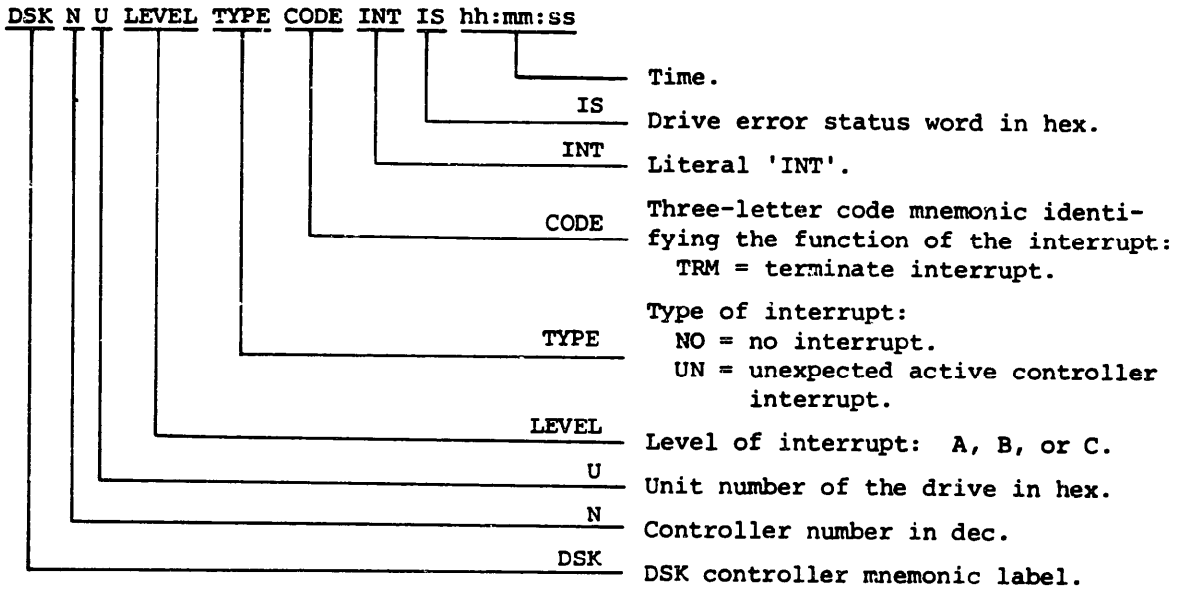 DSK N U LEVEL TYPE CODE INT IS hh:mm:ss
Time.
IS
Drive error status word in hex.
INT
Literal 'INT'.
CODE
Three-letter code mnemonic identi-
fying the function of the interrupt:
TRM = terminate interrupt.
TYPE
Type of interrupt:
NO = no interrupt.
UN = unexpected active controller
interrupt.
LEVEL
Level of interrupt: A, B, or C.
U
Unit number of the drive in hex.
N
Controller number in dec.
DSK
DSK controller mnemonic label.